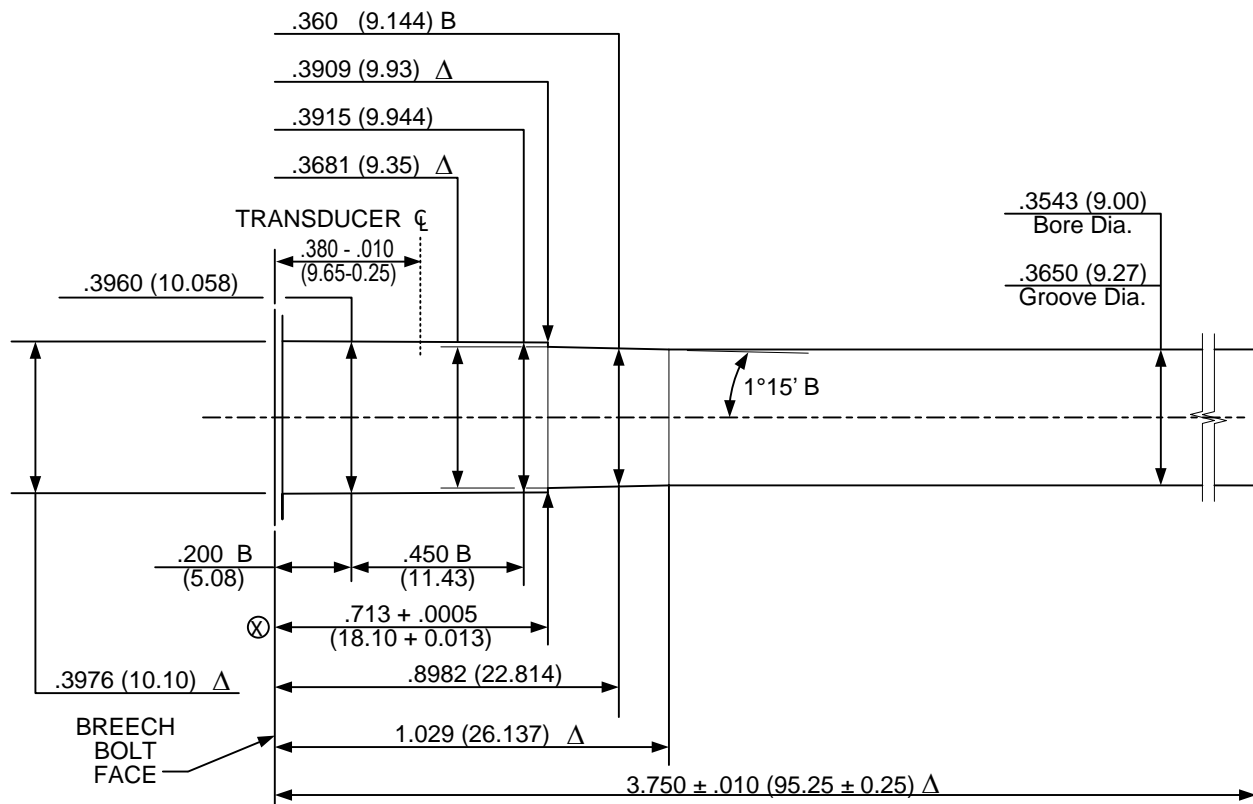 .360 (9.144) B
.3909 (9.93) Δ
.3915 (9.944)
.3681 (9.35) Δ
TRANSDUCER ℄
.380 - .010
(9.65-0.25)
.3960 (10.058)
.3543 (9.00)
Bore Dia.
.3650 (9.27)
Groove Dia.
1°15’ B
.200 B
(5.08)
.450 B
(11.43)
Ⓧ
.713 + .0005
(18.10 + 0.013)
.3976 (10.10) Δ
.8982 (22.814)
BREECH
BOLT
FACE
1.029 (26.137) Δ
3.750 ± .010 (95.25 ± 0.25) Δ